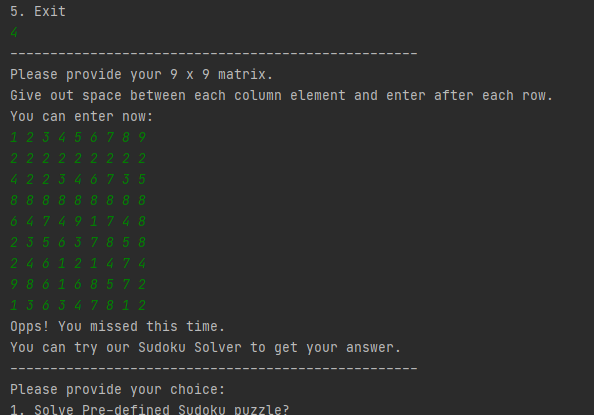 5. Exit
4
---------------------------------------------------
Please provide your 9 x 9 matrix.
Give out space between each column element and enter after each row.
You can enter now:
1 2 3 4 5 6 7 8 9
2 2 2 2 2 2 2 2 2
4 2 2 3 4 6 7 3 5
8 8 8 8 8 8 8 8 8
6 4 7 4 9 1 7 4 8
2 3 5 6 3 7 8 5 8
2 4 6 1 2 1 4 7 4
9 8 6 1 6 8 5 7 2
1 3 6 3 4 7 8 1 2
Opps! You missed this time.
You can try our Sudoku Solver to get your answer.
---------------------------------------------------
Please provide your choice:
1. Solve Pre-defined Sudoku puzzle?